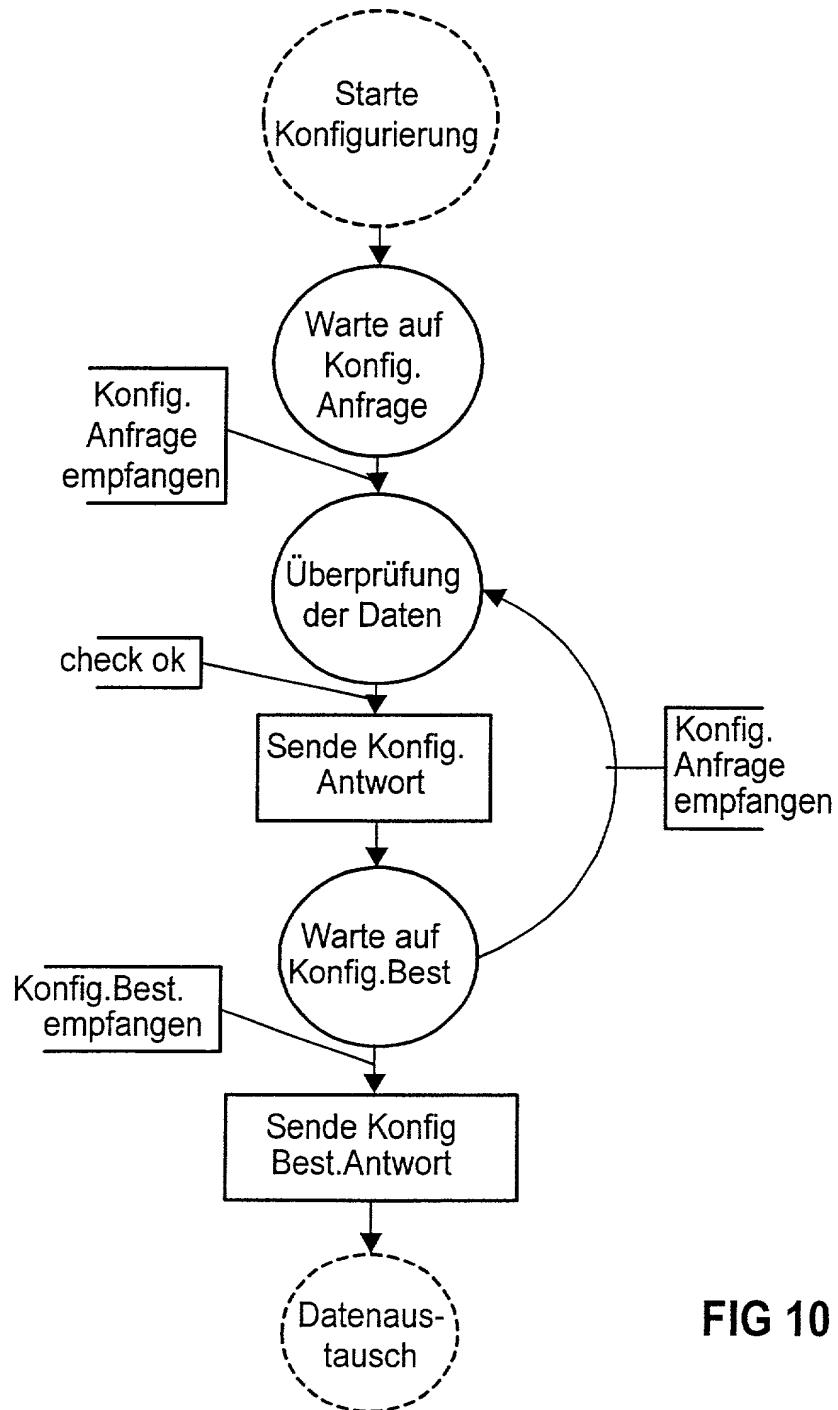 Starte
Konfigurierung
Warte auf
Konfig.
Anfrage
Konfig.
Anfrage
empfangen
Überprüfung
der Daten
check ok
Sende Konfig.
Antwort
Konfig.
Anfrage
empfangen
Warte auf
Konfig.Best
Konfig.Best.
empfangen
Sende Konfig
Best.Antwort
Datenaus-
tausch
FIG 10